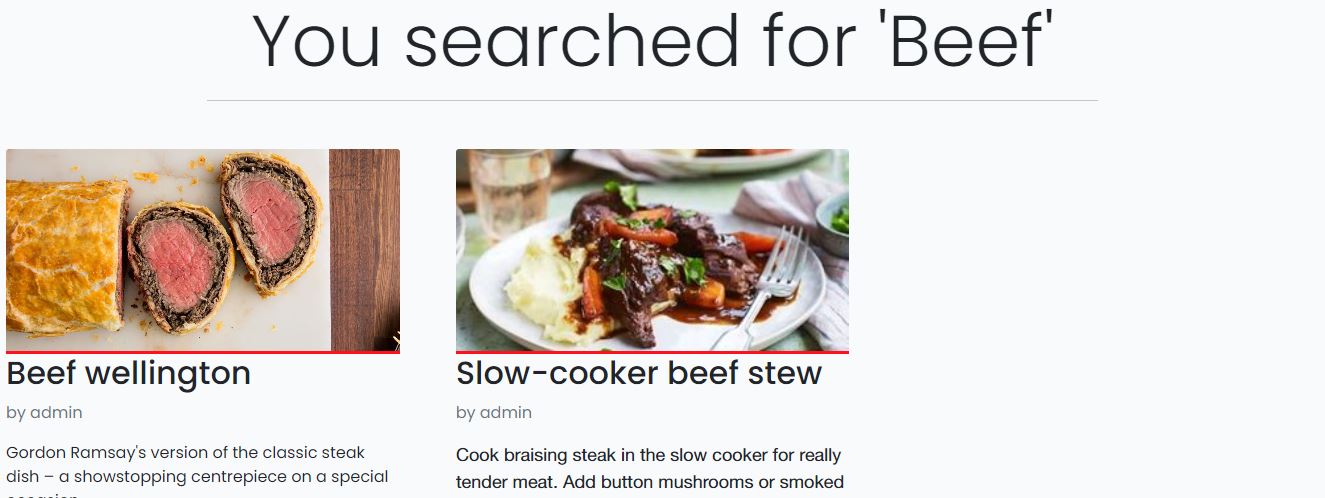 You searched for 'Beef'
Beef wellington
by admin
Gordon Ramsay's version of the classic steak
dish – a showstopping centrepiece on a special
Slow-cooker beef stew
by admin
Cook braising steak in the slow cooker for really
tender meat. Add button mushrooms or smoked